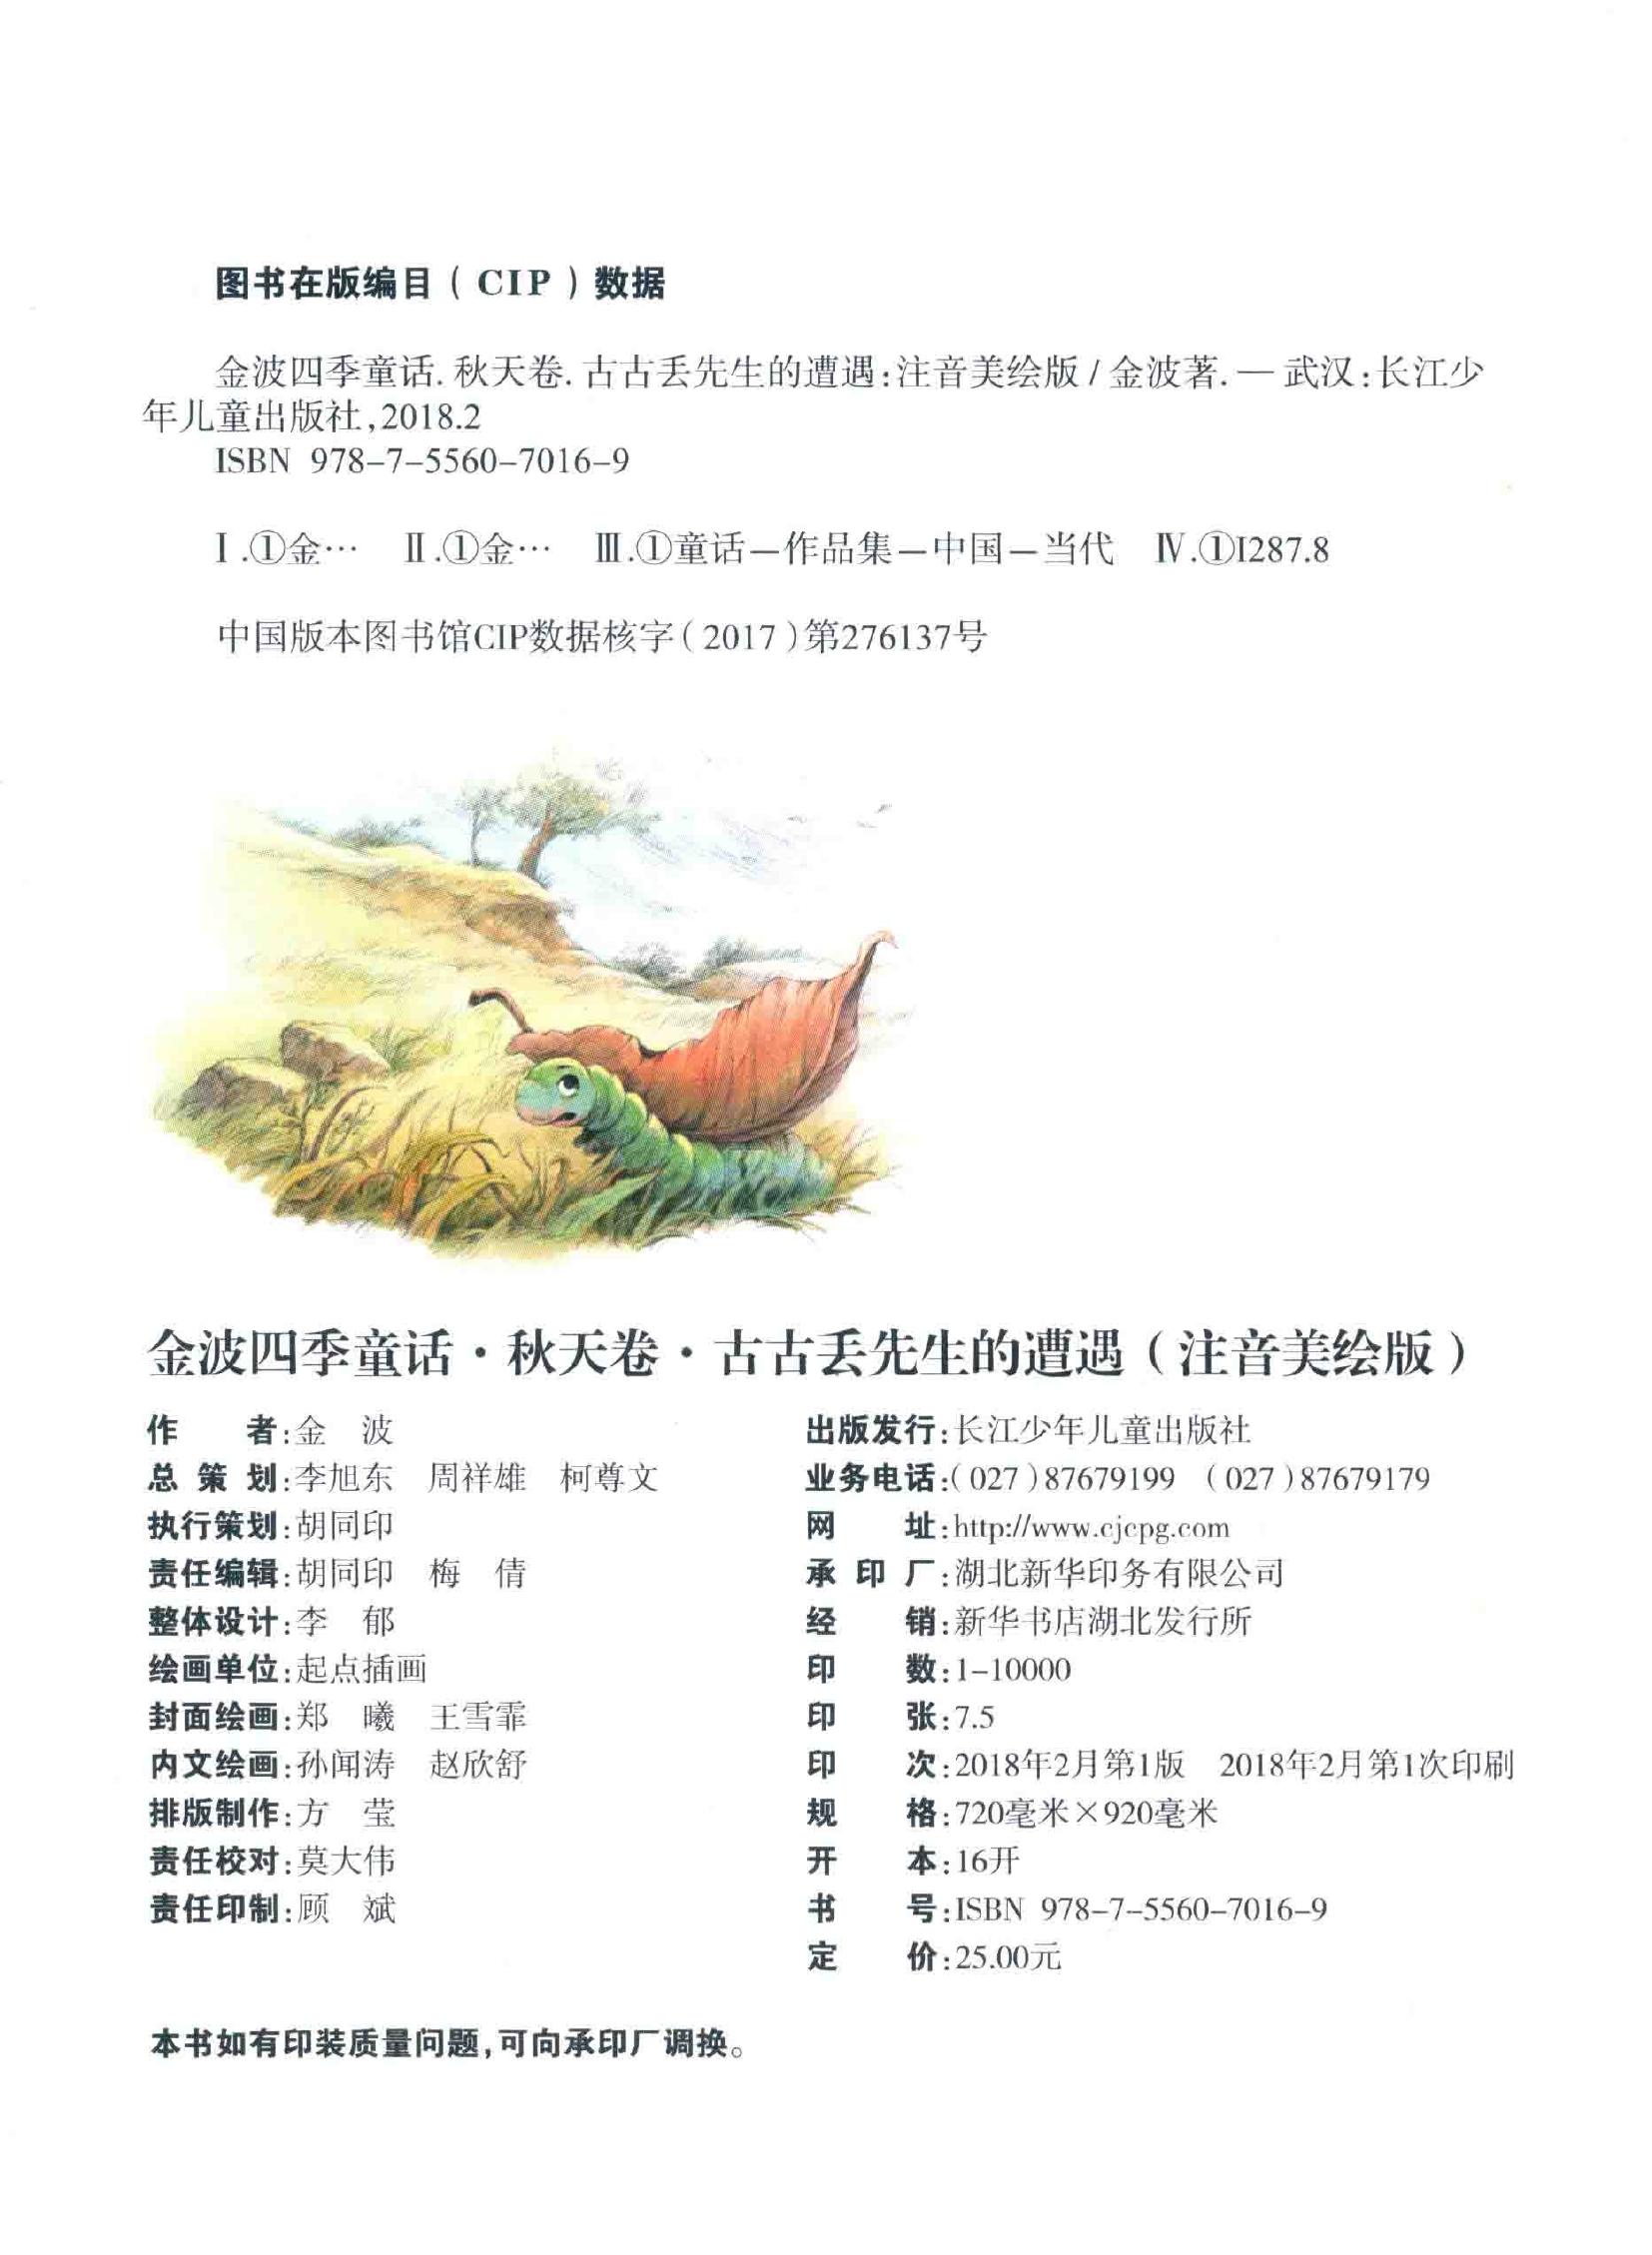 图书在版编目（CIP）数据
金波四季童话.秋天卷.古古丢先生的遭遇:注音美绘版/金波著.—武汉:长江少
年儿童出版社,2018.2
ISBN 978-7-5560-7016-9
Ⅰ.①金… Ⅱ.①金… Ⅲ.①童话—作品集—中国—当代 Ⅳ.①I287.8
中国版本图书馆CIP数据核字（2017）第276137号
金波四季童话·秋天卷·古古丢先生的遭遇（注音美绘版）
作 者:金 波
总 策 划:李旭东 周祥雄 柯尊文
执行策划:胡同印
责任编辑:胡同印 梅 倩
整体设计:李 郁
绘画单位:起点插画
封面绘画:郑 曦 王雪霏
内文绘画:孙闻涛 赵欣舒
排版制作:方 莹
责任校对:莫大伟
责任印制:顾 斌
出版发行:长江少年儿童出版社
业务电话:（027）87679199 （027）87679179
网 址:http://www.cjcpg.com
承 印 厂:湖北新华印务有限公司
经 销:新华书店湖北发行所
印 数:1-10000
印 张:7.5
印 次:2018年2月第1版 2018年2月第1次印刷
规 格:720毫米×920毫米
开 本:16开
书 号:ISBN 978-7-5560-7016-9
定 价:25.00元
本书如有印装质量问题,可向承印厂调换。